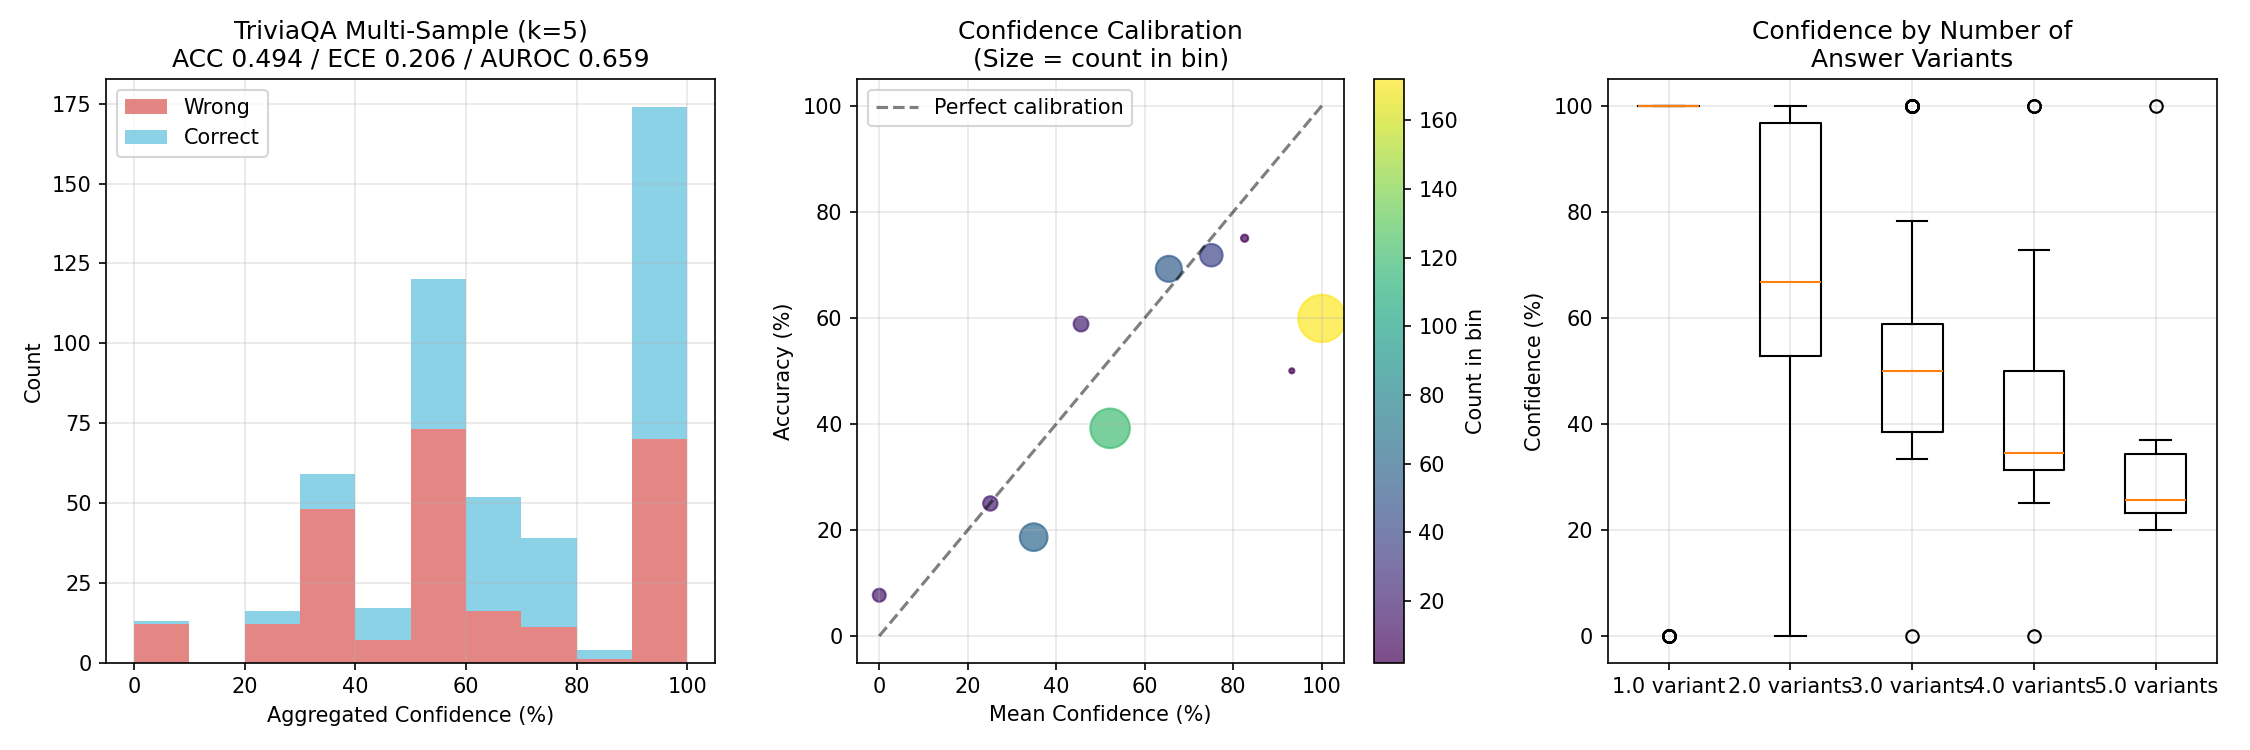 TriviaQA Multi-Sample (k=5)
ACC 0.494 / ECE 0.206 / AUROC 0.659
Wrong
Correct
175
150
125
100
75
50
25
0
Count
0 20 40 60 80 100
Aggregated Confidence (%)
Confidence Calibration
(Size = count in bin)
Perfect calibration
100
80
60
40
20
0
Accuracy (%)
0 20 40 60 80 100
Mean Confidence (%)
160
140
120
100
80
60
40
20
Count in bin
Confidence by Number of
Answer Variants
100
80
60
40
20
0
Confidence (%)
1.0 variant 2.0 variants 3.0 variants 4.0 variants 5.0 variants